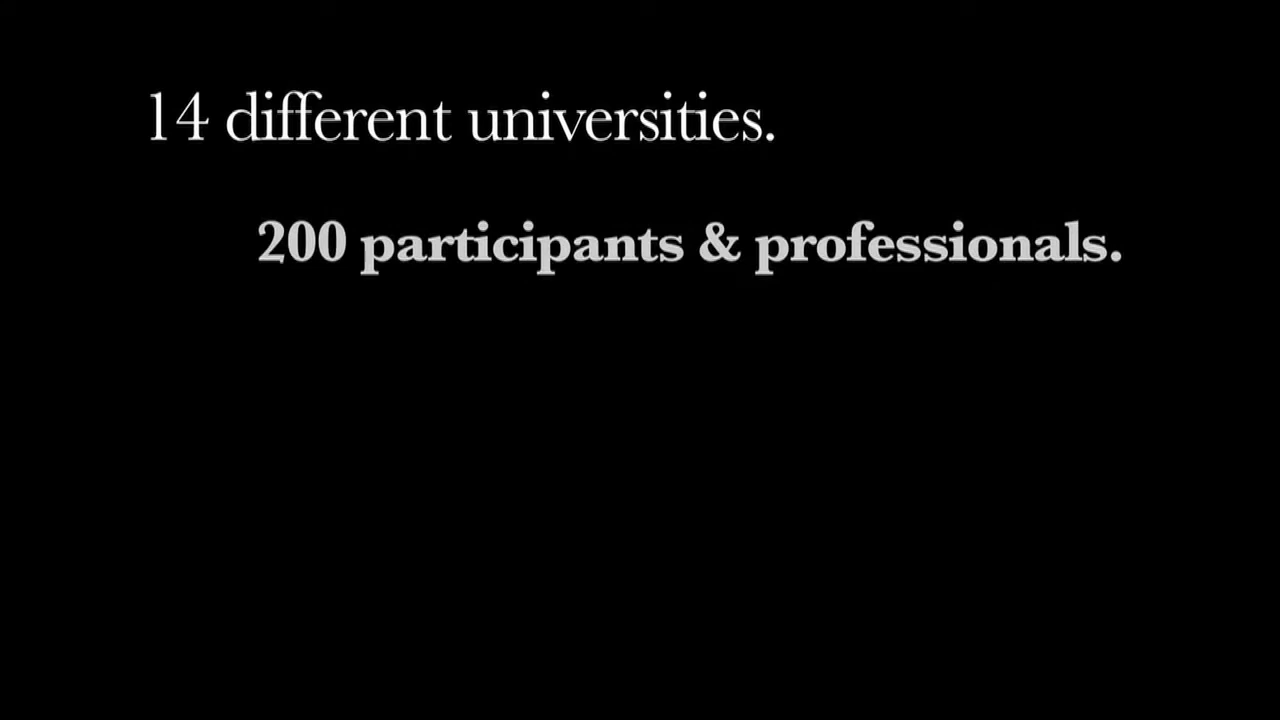 14 different universities.
200 participants & professionals.